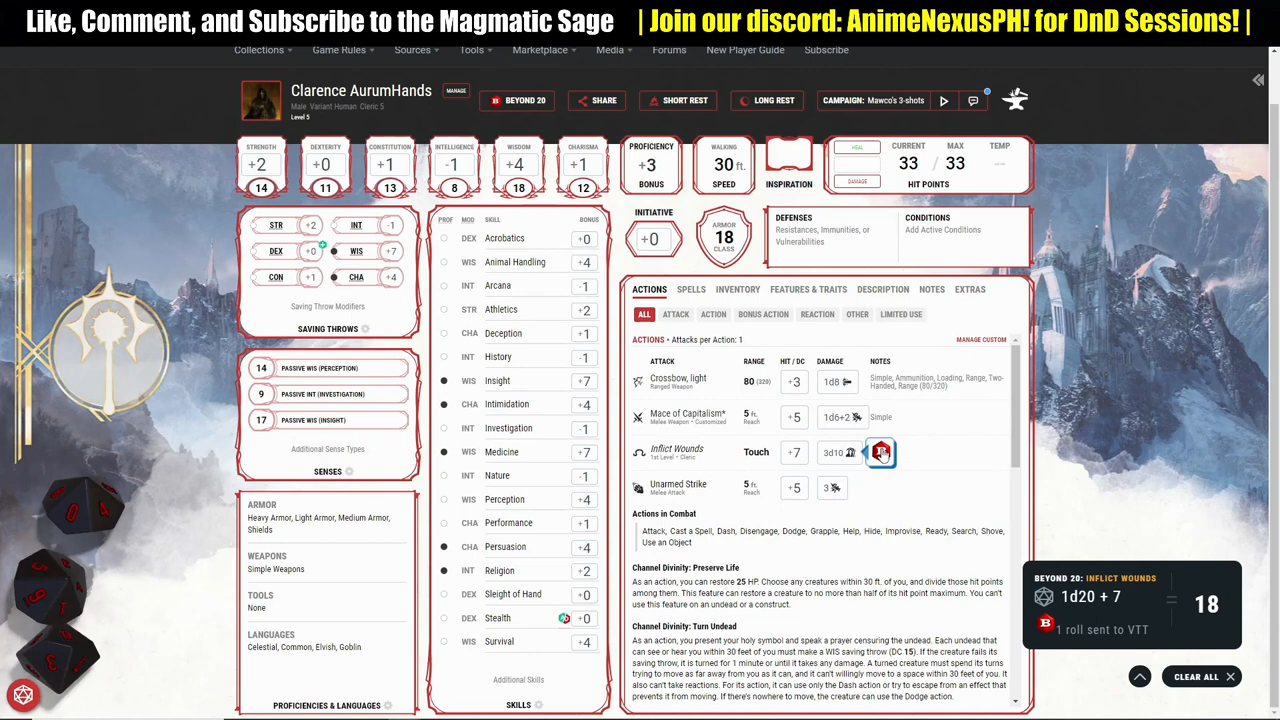 Like, Comment, and Subscribe to the Magmatic Sage | Join our discord: AnimeNexusPH! for DnD Sessions! |
Collections Game Rules Sources Tools Marketplace Media Forums New Player Guide Subscribe
Clarence AurumHands MANAGE
Male Variant Human Cleric 5
Level 5
BEYOND 20 SHARE SHORT REST LONG REST CAMPAIGN: Mawco's 3-shots
STRENGTH DEXTERITY CONSTITUTION INTELLIGENCE WISDOM CHARISMA
+2 +0 +1 -1 +4 +1
14 11 13 8 18 12
PROFICIENCY
+3
BONUS
WALKING
30 ft.
SPEED
INSPIRATION
HEAL
DAMAGE
CURRENT MAX TEMP
33 / 33 --
HIT POINTS
STR +2 INT -1
DEX +0 WIS +7
CON +1 CHA +4
Saving Throw Modifiers
SAVING THROWS
14 PASSIVE WIS (PERCEPTION)
9 PASSIVE INT (INVESTIGATION)
17 PASSIVE WIS (INSIGHT)
Additional Sense Types
SENSES
ARMOR
Heavy Armor, Light Armor, Medium Armor,
Shields
WEAPONS
Simple Weapons
TOOLS
None
LANGUAGES
Celestial, Common, Elvish, Goblin
PROFICIENCIES & LANGUAGES
PROF MOD SKILL BONUS
DEX Acrobatics +0
WIS Animal Handling +4
INT Arcana -1
STR Athletics +2
CHA Deception +1
INT History -1
WIS Insight +7
CHA Intimidation +4
INT Investigation -1
WIS Medicine +7
INT Nature -1
WIS Perception +4
CHA Performance +1
CHA Persuasion +4
INT Religion +2
DEX Sleight of Hand +0
DEX Stealth +0
WIS Survival +4
Additional Skills
SKILLS
INITIATIVE
+0
ARMOR
18
CLASS
DEFENSES
Resistances, Immunities, or
Vulnerabilities
CONDITIONS
Add Active Conditions
ACTIONS SPELLS INVENTORY FEATURES & TRAITS DESCRIPTION NOTES EXTRAS
ALL ATTACK ACTION BONUS ACTION REACTION OTHER LIMITED USE
ACTIONS • Attacks per Action: 1 MANAGE CUSTOM
ATTACK RANGE HIT / DC DAMAGE NOTES
Crossbow, light 80 (320) +3 1d8 Simple, Ammunition, Loading, Range, Two-
Ranged Weapon Handed, Range (80/320)
Mace of Capitalism* 5 ft. +5 1d6+2 Simple
Melee Weapon • Customized Reach
Inflict Wounds Touch +7 3d10
1st Level • Cleric
Unarmed Strike 5 ft. +5 3
Melee Attack Reach
Actions in Combat
Attack, Cast a Spell, Dash, Disengage, Dodge, Grapple, Help, Hide, Improvise, Ready, Search, Shove,
Use an Object
Channel Divinity: Preserve Life
As an action, you can restore 25 HP. Choose any creatures within 30 ft. of you, and divide those hit points
among them. This feature can restore a creature to no more than half of its hit point maximum. You can't
use this feature on an undead or a construct.
Channel Divinity: Turn Undead
As an action, you present your holy symbol and speak a prayer censuring the undead. Each undead that
can see or hear you within 30 feet of you must make a WIS saving throw (DC 15). If the creature fails its
saving throw, it is turned for 1 minute or until it takes any damage. A turned creature must spend its turns
trying to move as far away from you as it can, and it can't willingly move to a space within 30 feet of you. It
also can't take reactions. For its action, it can use only the Dash action or try to escape from an effect that
prevents it from moving. If there's nowhere to move, the creature can use the Dodge action.
BEYOND 20: INFLICT WOUNDS
1d20 + 7 = 18
1 roll sent to VTT
CLEAR ALL